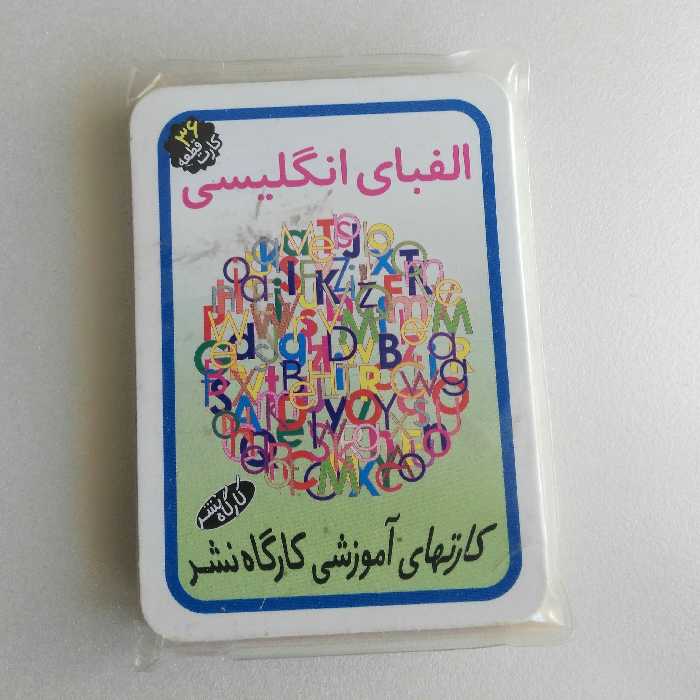 ۳۶
قطعه
کارت
الفبای انگلیسی
کارگاه نشر
کارتهای آموزشی کارگاه نشر